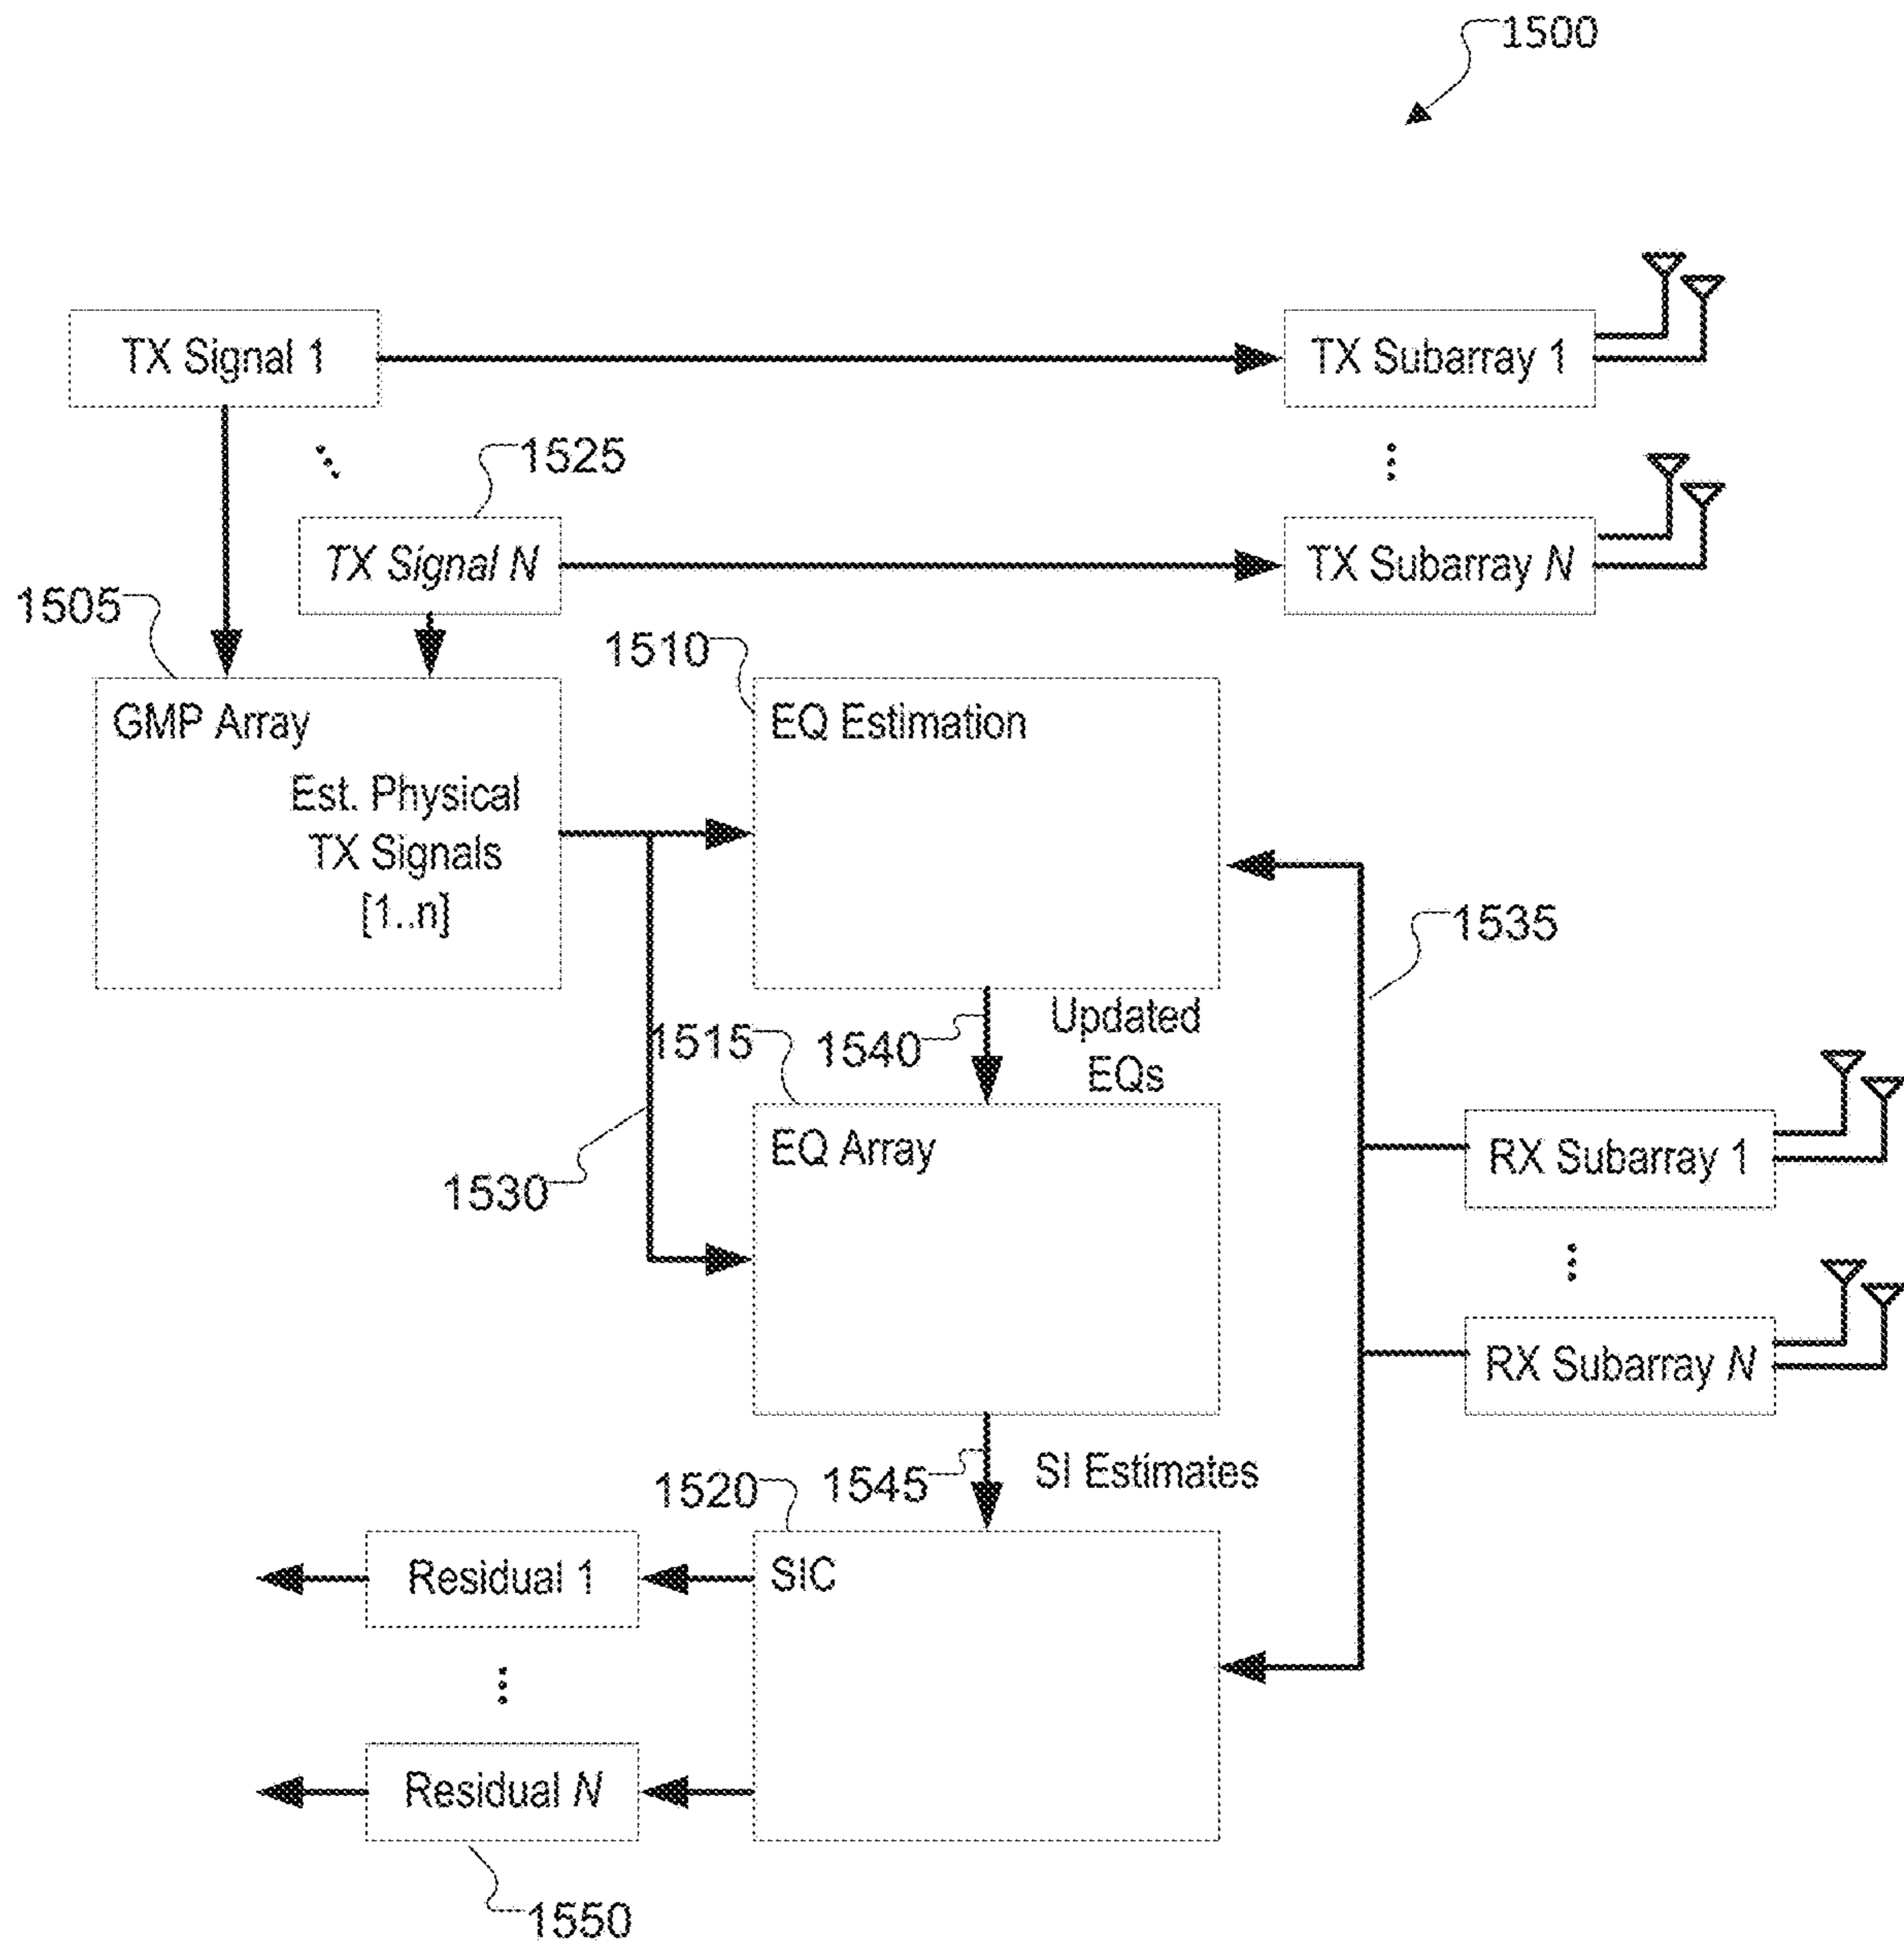 1500
TX Signal 1
TX Subarray 1
1525
TX Signal N
TX Subarray N
1505
1510
GMP Array
Est. Physical
TX Signals
[1..n]
EQ Estimation
1535
1515
1540
Updated
EQs
EQ Array
1530
RX Subarray 1
RX Subarray N
1520
1545
SI Estimates
SIC
Residual 1
Residual N
1550